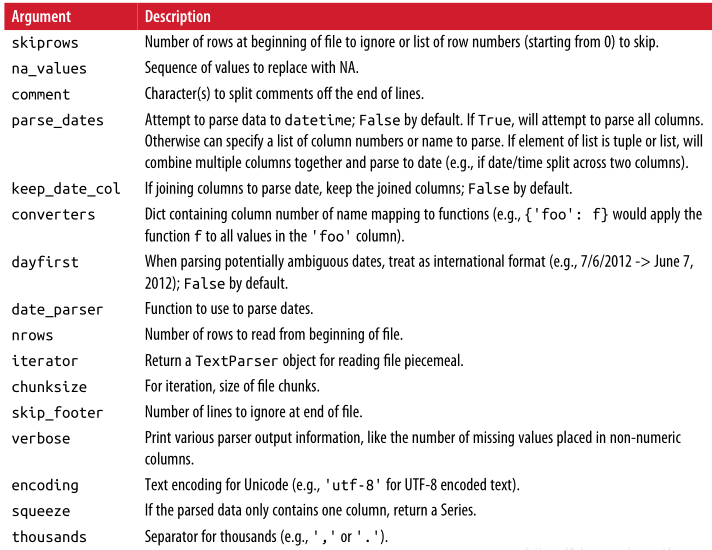 Argument Description
skiprows Number of rows at beginning of file to ignore or list of row numbers (starting from 0) to skip.
na_values Sequence of values to replace with NA.
comment Character(s) to split comments off the end of lines.
parse_dates Attempt to parse data to datetime; False by default. If True, will attempt to parse all columns.
Otherwise can specify a list of column numbers or name to parse. If element of list is tuple or list, will
combine multiple columns together and parse to date (e.g., if date/time split across two columns).
keep_date_col If joining columns to parse date, keep the joined columns; False by default.
converters Dict containing column number of name mapping to functions (e.g., {'foo': f} would apply the
function f to all values in the 'foo' column).
dayfirst When parsing potentially ambiguous dates, treat as international format (e.g., 7/6/2012 -> June 7,
2012); False by default.
date_parser Function to use to parse dates.
nrows Number of rows to read from beginning of file.
iterator Return a TextParser object for reading file piecemeal.
chunksize For iteration, size of file chunks.
skip_footer Number of lines to ignore at end of file.
verbose Print various parser output information, like the number of missing values placed in non-numeric
columns.
encoding Text encoding for Unicode (e.g., 'utf-8' for UTF-8 encoded text).
squeeze If the parsed data only contains one column, return a Series.
thousands Separator for thousands (e.g., ',' or '.').